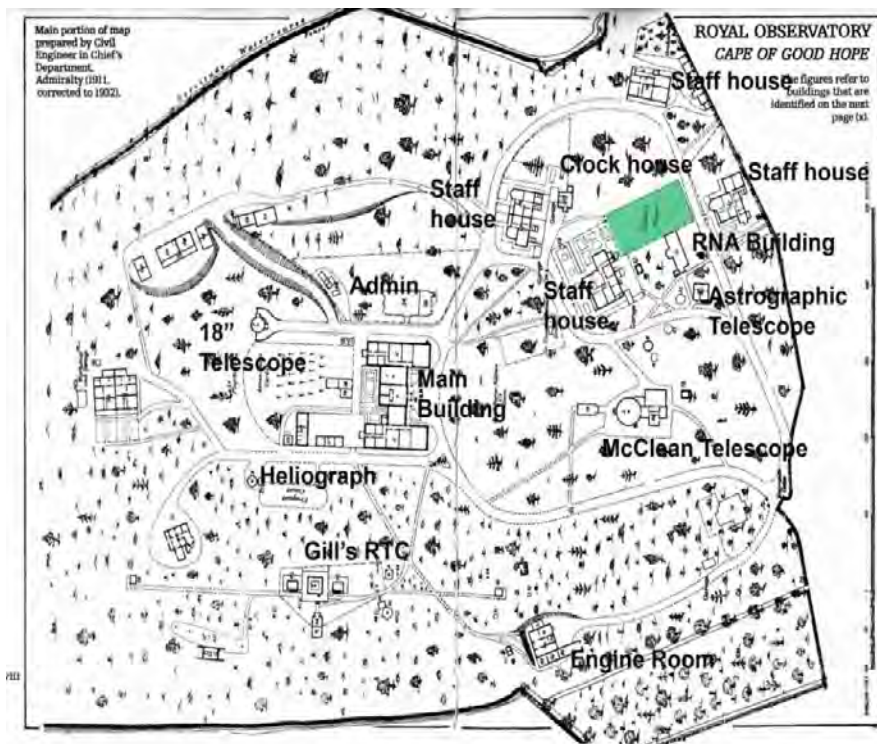 Main portion of map
prepared by Civil
Engineer in Chief's
Department,
Admiralty (1911,
corrected to 1932).
ROYAL OBSERVATORY
CAPE OF GOOD HOPE
figures refer to
buildings that are
identified on the next
page (x).
Staff house
Clock house
Staff house
Staff
house
RNA Building
Admin
Staff
house
Astrographic
Telescope
18”
Telescope
Main
Building
McClean Telescope
Heliograph
Gill's RTC
Engine Room
VIII